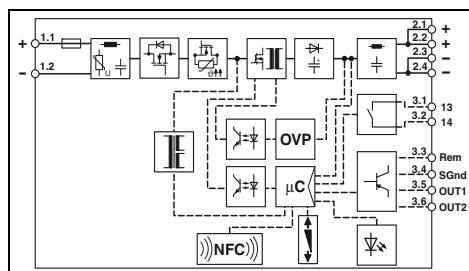 + 1.1
− 1.2
U
ϑ
2.1 +
2.2 +
2.3 −
2.4 −
3.1 13
3.2 14
OVP
μC
3.3 Rem
3.4 SGnd
3.5 OUT1
3.6 OUT2
NFC